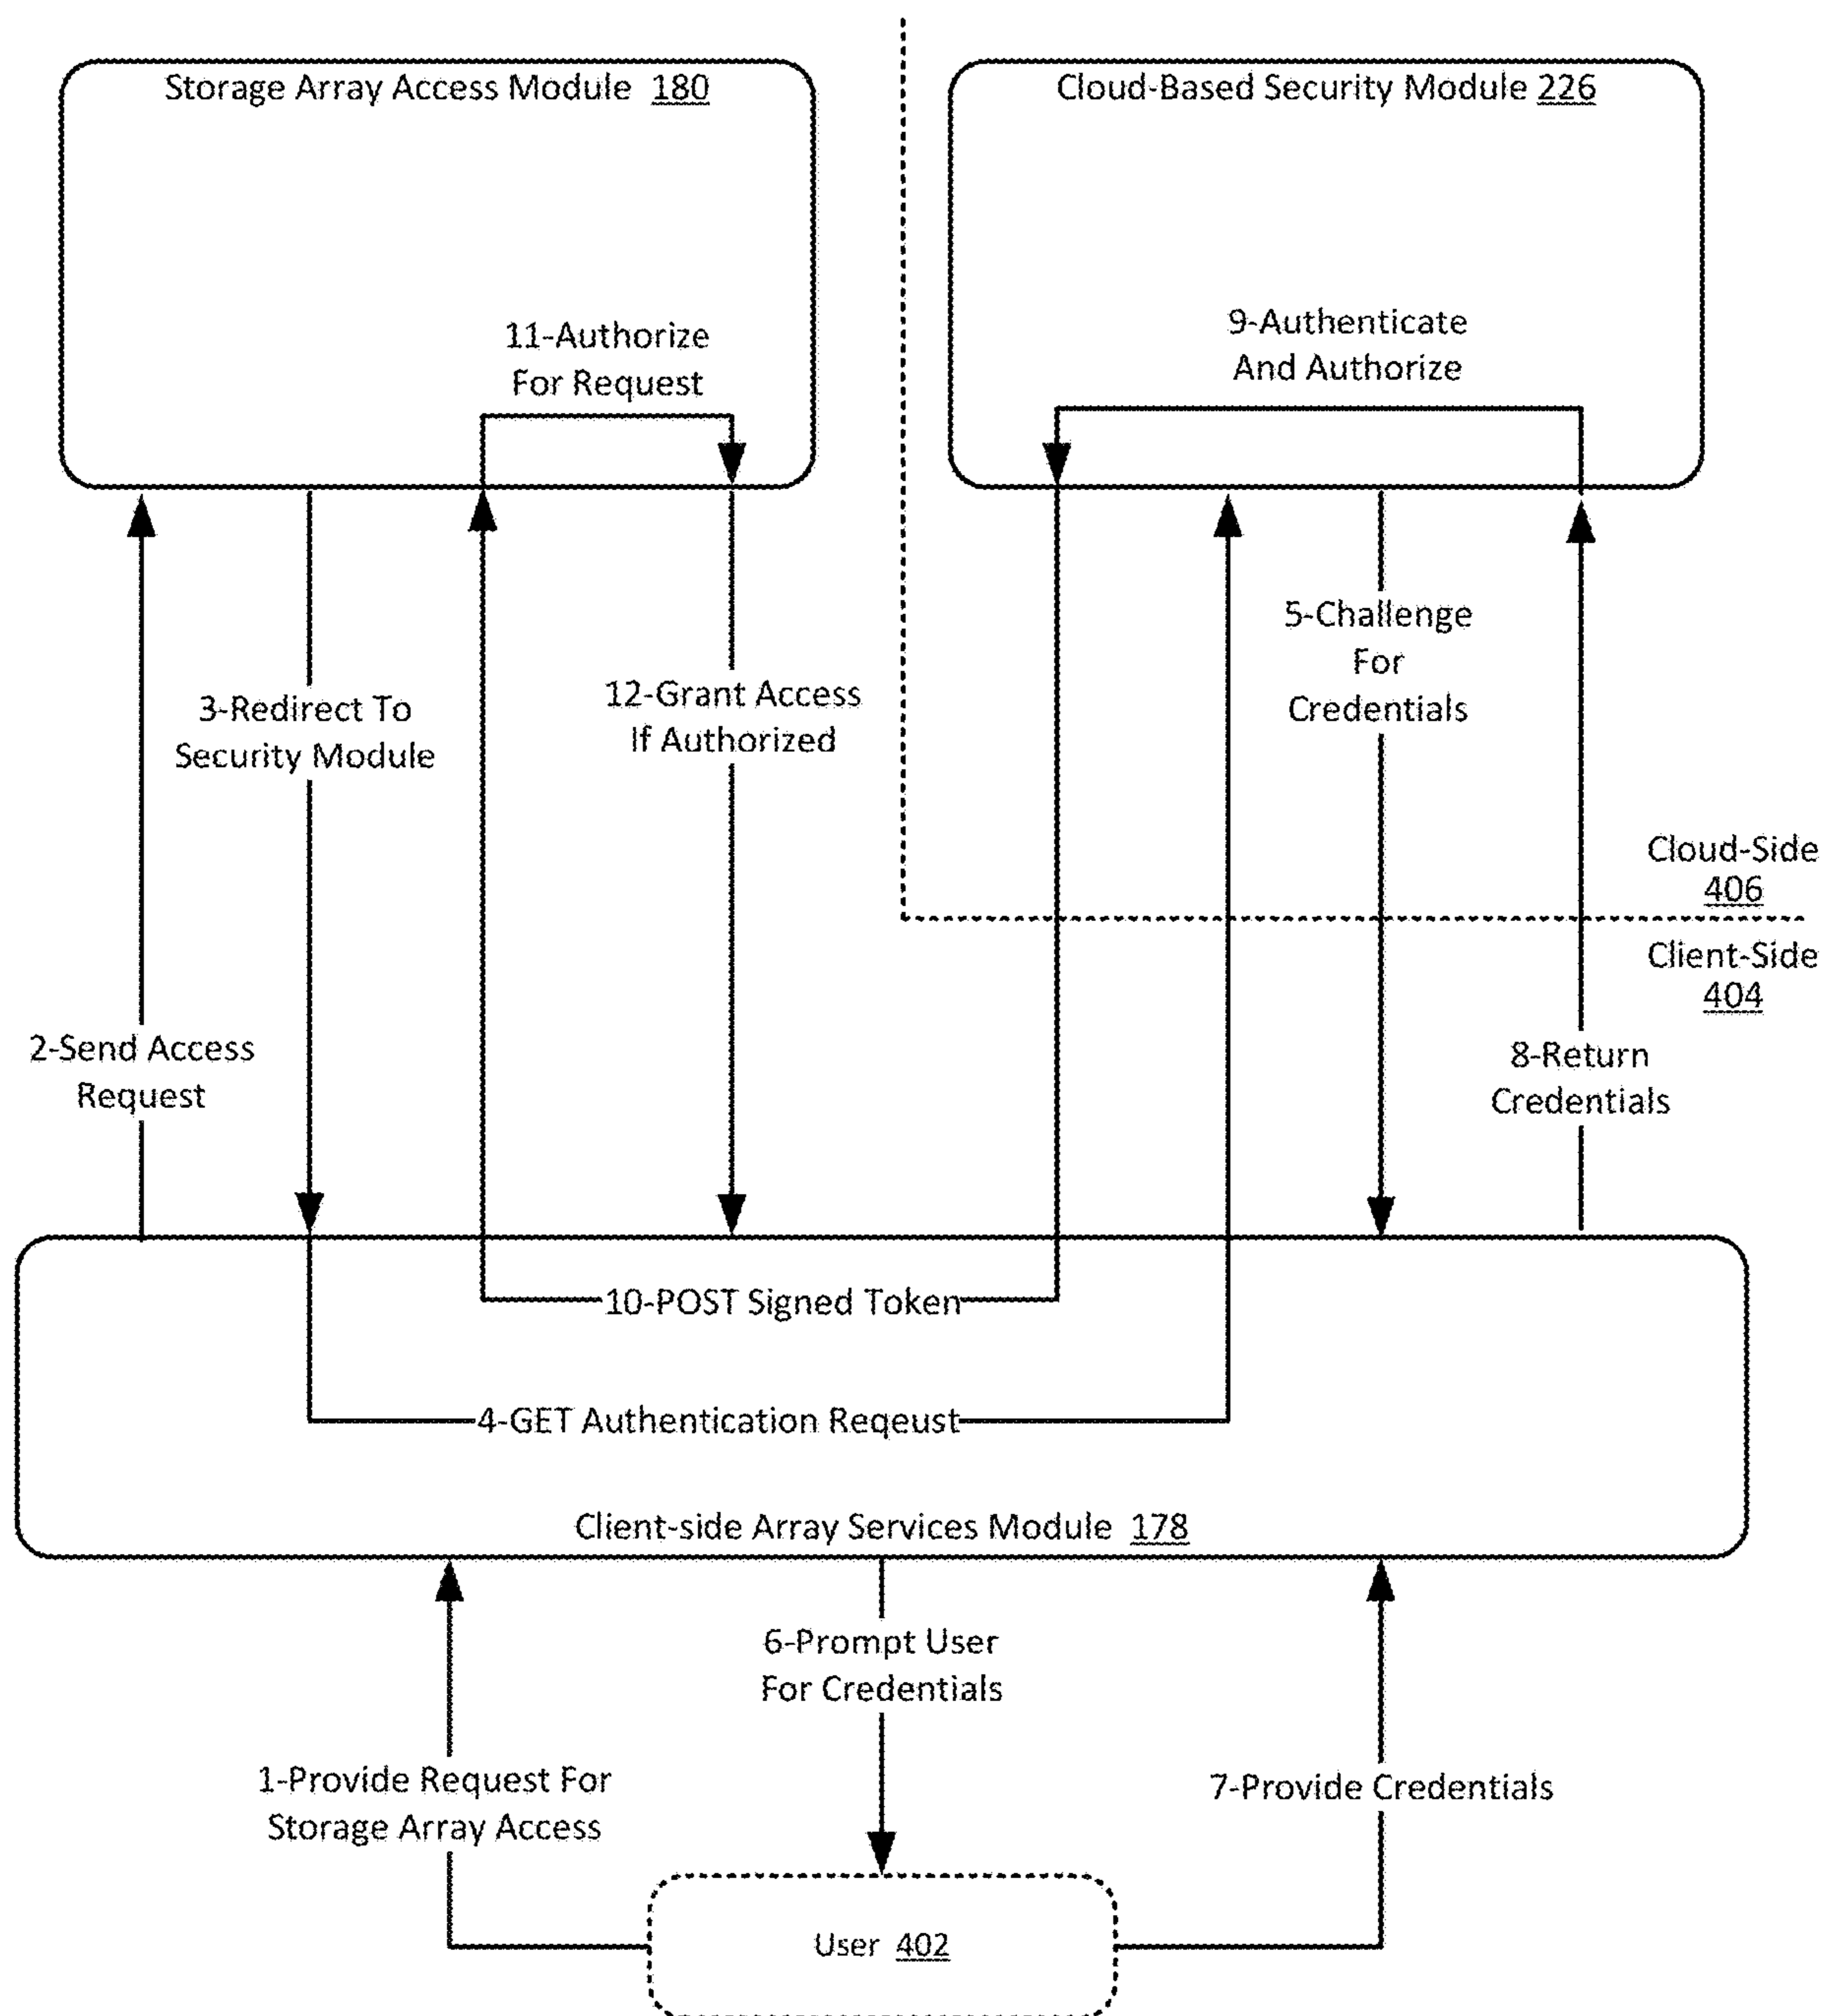 Storage Array Access Module 180
Cloud-Based Security Module 226
11-Authorize
For Request
9-Authenticate
And Authorize
5-Challenge
For
Credentials
3-Redirect To
Security Module
12-Grant Access
If Authorized
Cloud-Side
406
Client-Side
404
2-Send Access
Request
8-Return
Credentials
10-POST Signed Token
4-GET Authentication Reqeust
Client-side Array Services Module 178
6-Prompt User
For Credentials
1-Provide Request For
Storage Array Access
7-Provide Credentials
User 402